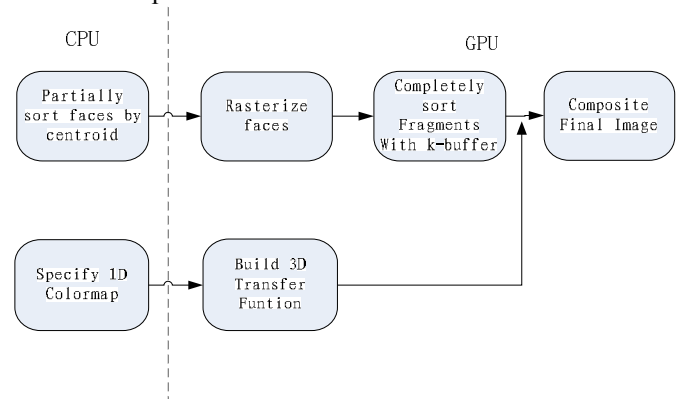 CPU
GPU
Partially
sort faces by
centroid
Rasterize
faces
Completely
sort
Fragments
With k-buffer
Composite
Final Image
Specify 1D
Colormap
Build 3D
Transfer
Funtion